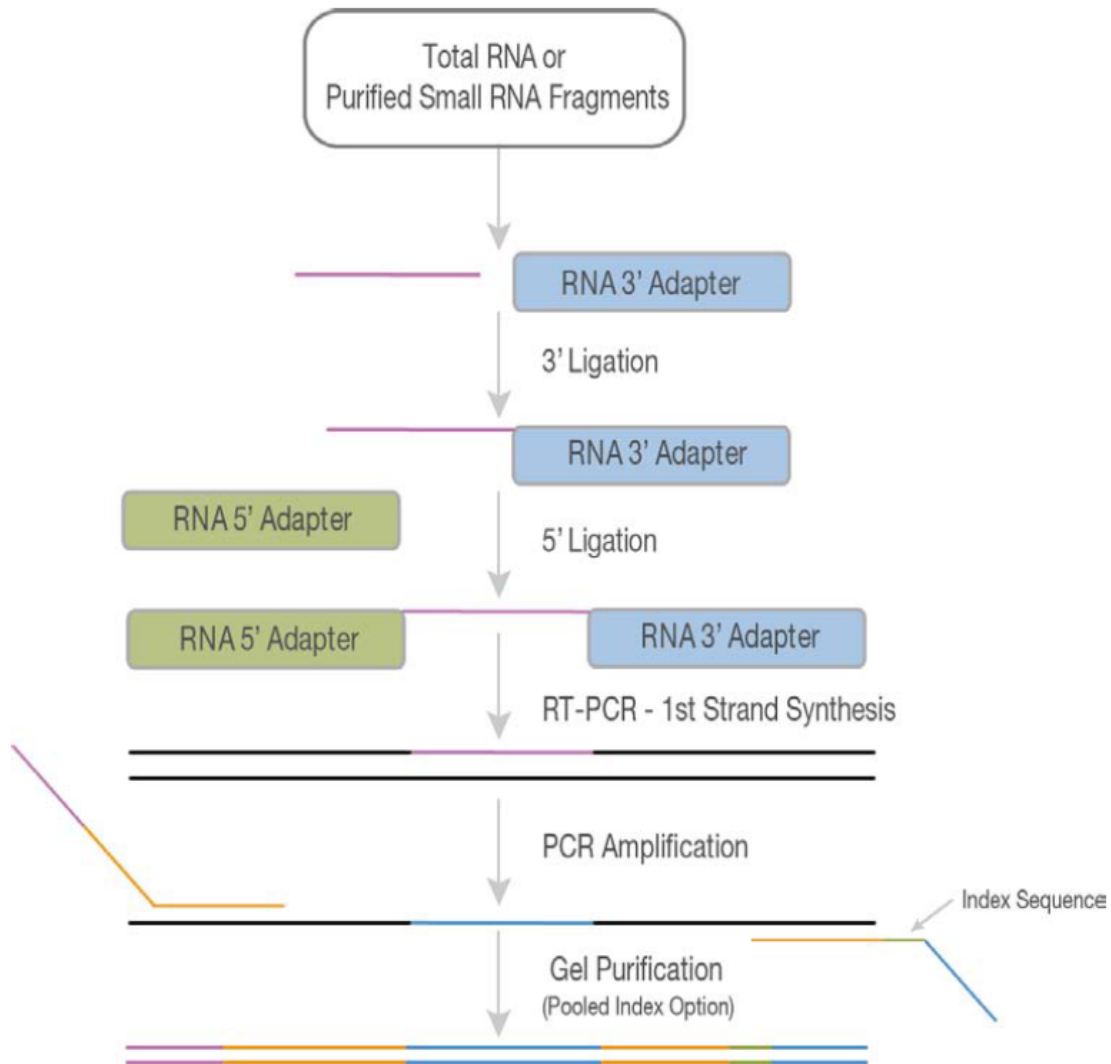 Total RNA or
Purified Small RNA Fragments
RNA 3’ Adapter
3’ Ligation
RNA 3’ Adapter
RNA 5’ Adapter
5’ Ligation
RNA 5’ Adapter
RNA 3’ Adapter
RT-PCR - 1st Strand Synthesis
PCR Amplification
Index Sequence
Gel Purification
(Pooled Index Option)